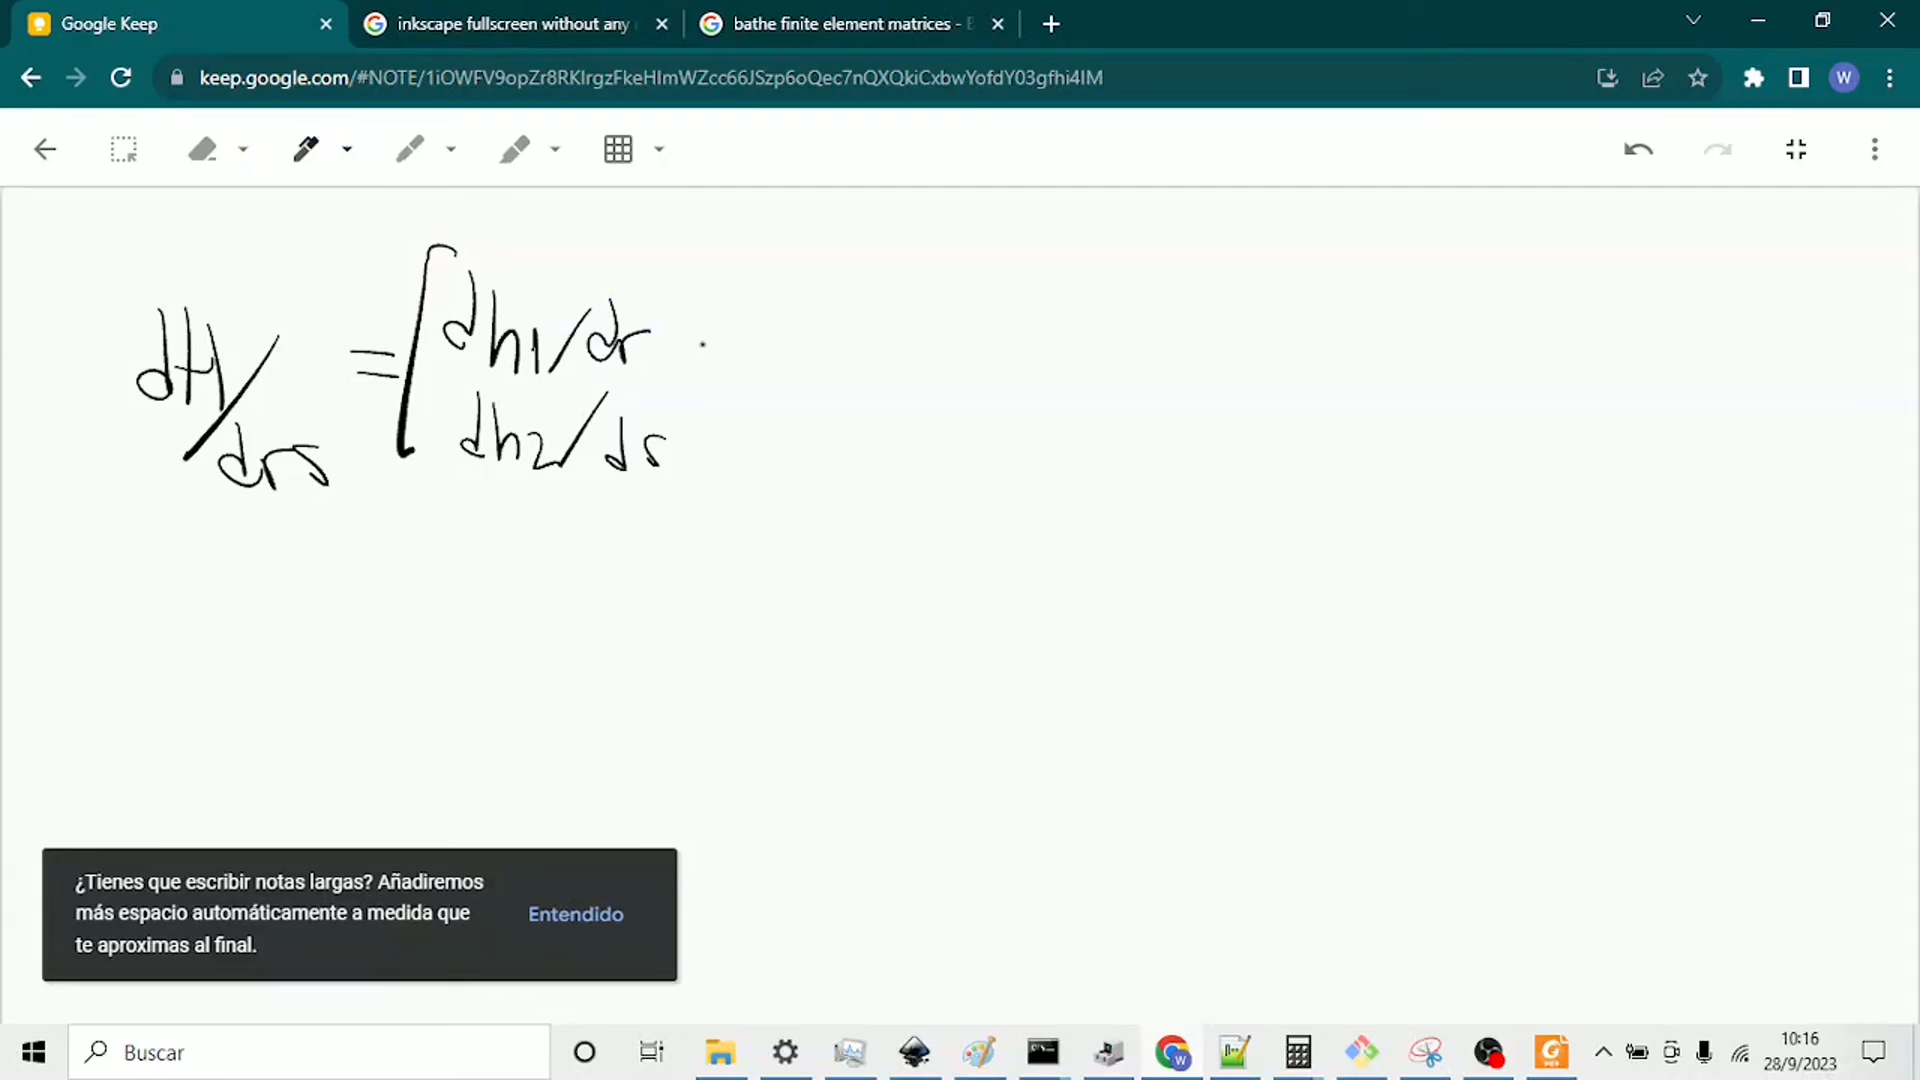 Google Keep
inkscape fullscreen without any
bathe finite element matrices -
keep.google.com/#NOTE/1iOWFV9opZr8RKIrgzFkeHImWZcc66JSzp6oQec7nQXQkiCxbwYofdY03gfhi4IM
W
dH/drs = [ dh1/dr
dh2/ds
¿Tienes que escribir notas largas? Añadiremos
más espacio automáticamente a medida que
te aproximas al final.
Entendido
Buscar
W
10:16
28/9/2023